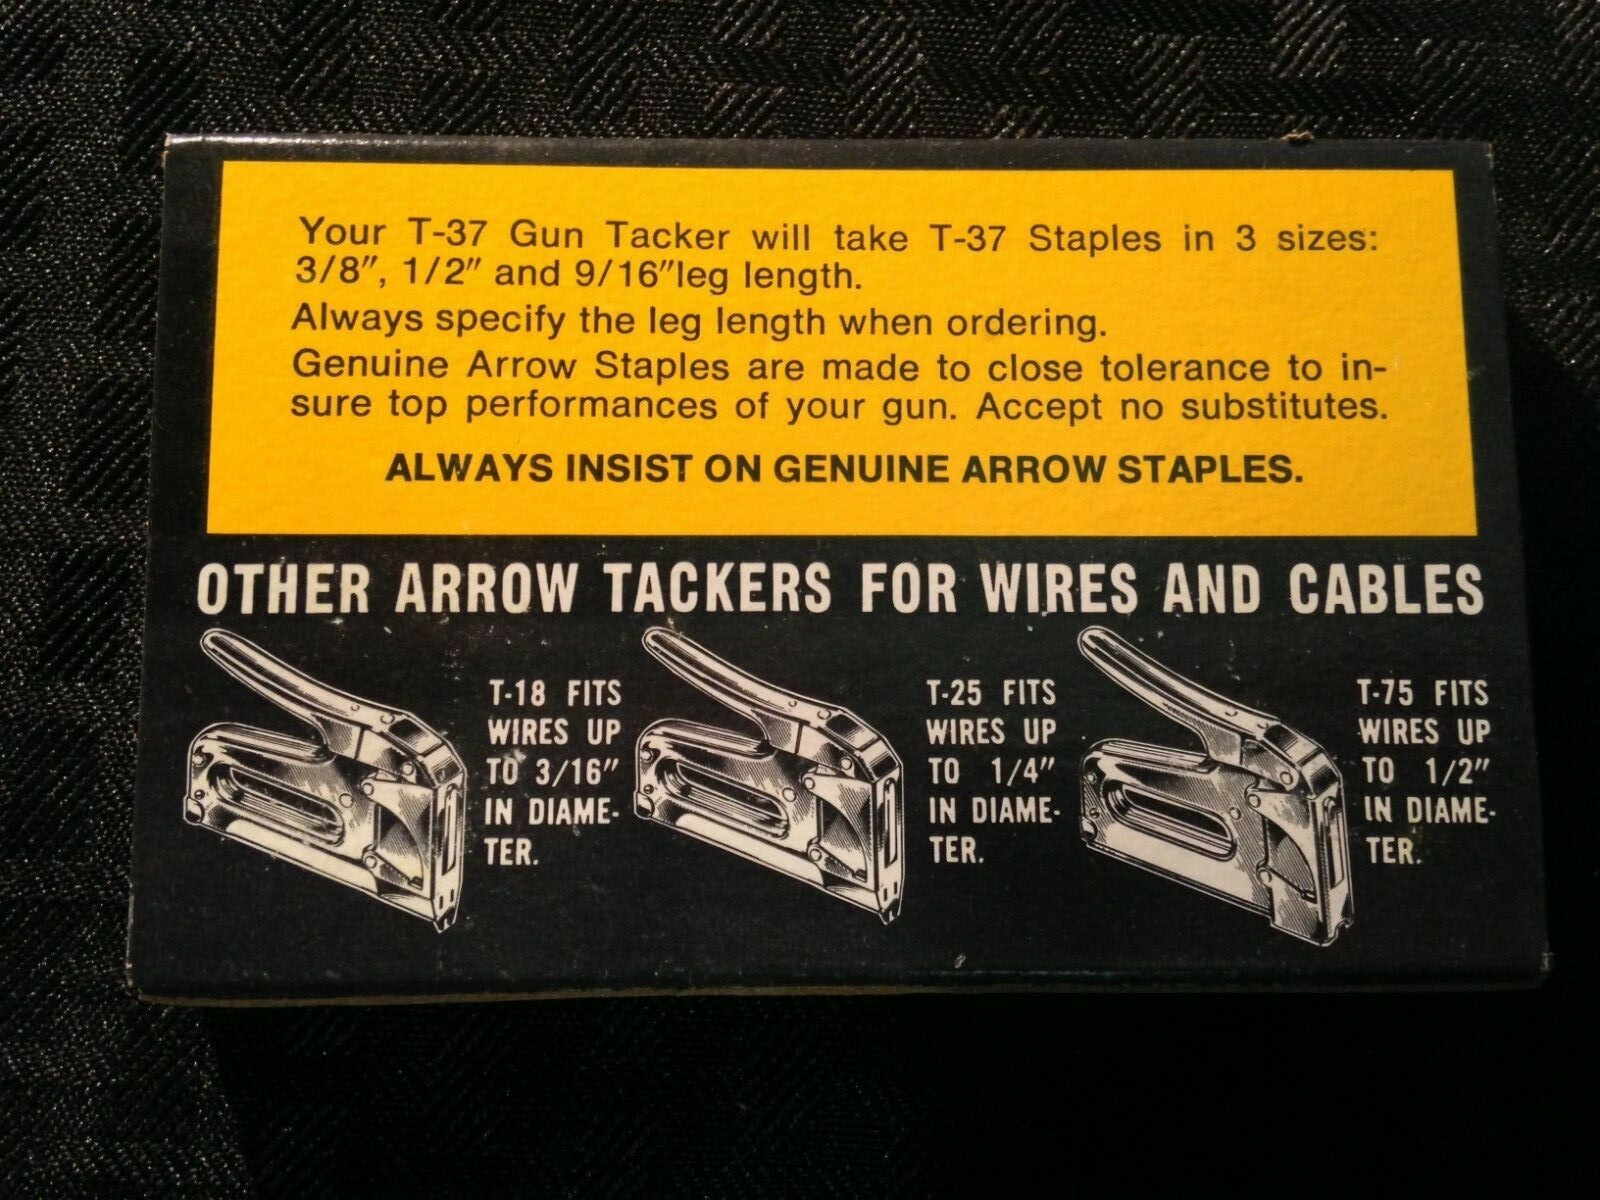 Your T-37 Gun Tacker will take T-37 Staples in 3 sizes:
3/8", 1/2" and 9/16"leg length.
Always specify the leg length when ordering.
Genuine Arrow Staples are made to close tolerance to in-
sure top performances of your gun. Accept no substitutes.
ALWAYS INSIST ON GENUINE ARROW STAPLES.
OTHER ARROW TACKERS FOR WIRES AND CABLES
T-18 FITS
WIRES UP
TO 3/16"
IN DIAME-
TER.
T-25 FITS
WIRES UP
TO 1/4"
IN DIAME-
TER.
T-75 FITS
WIRES UP
TO 1/2"
IN DIAME-
TER.